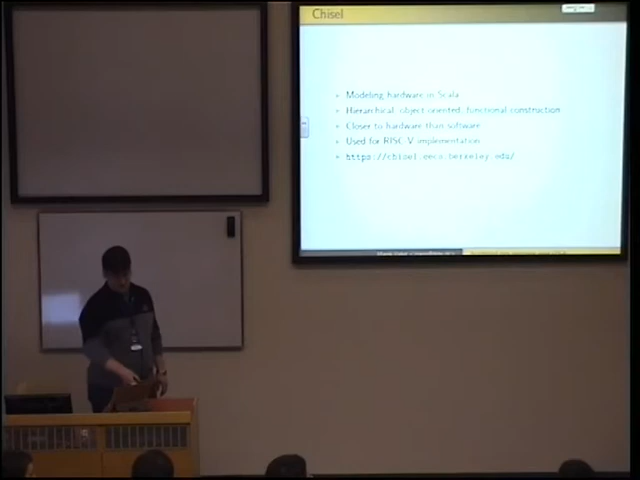 Chisel
Modeling hardware in Scala
Hierarchical, object oriented, functional construction
Closer to hardware than software
Used for RISC-V implementation
https://chisel.eecs.berkeley.edu/